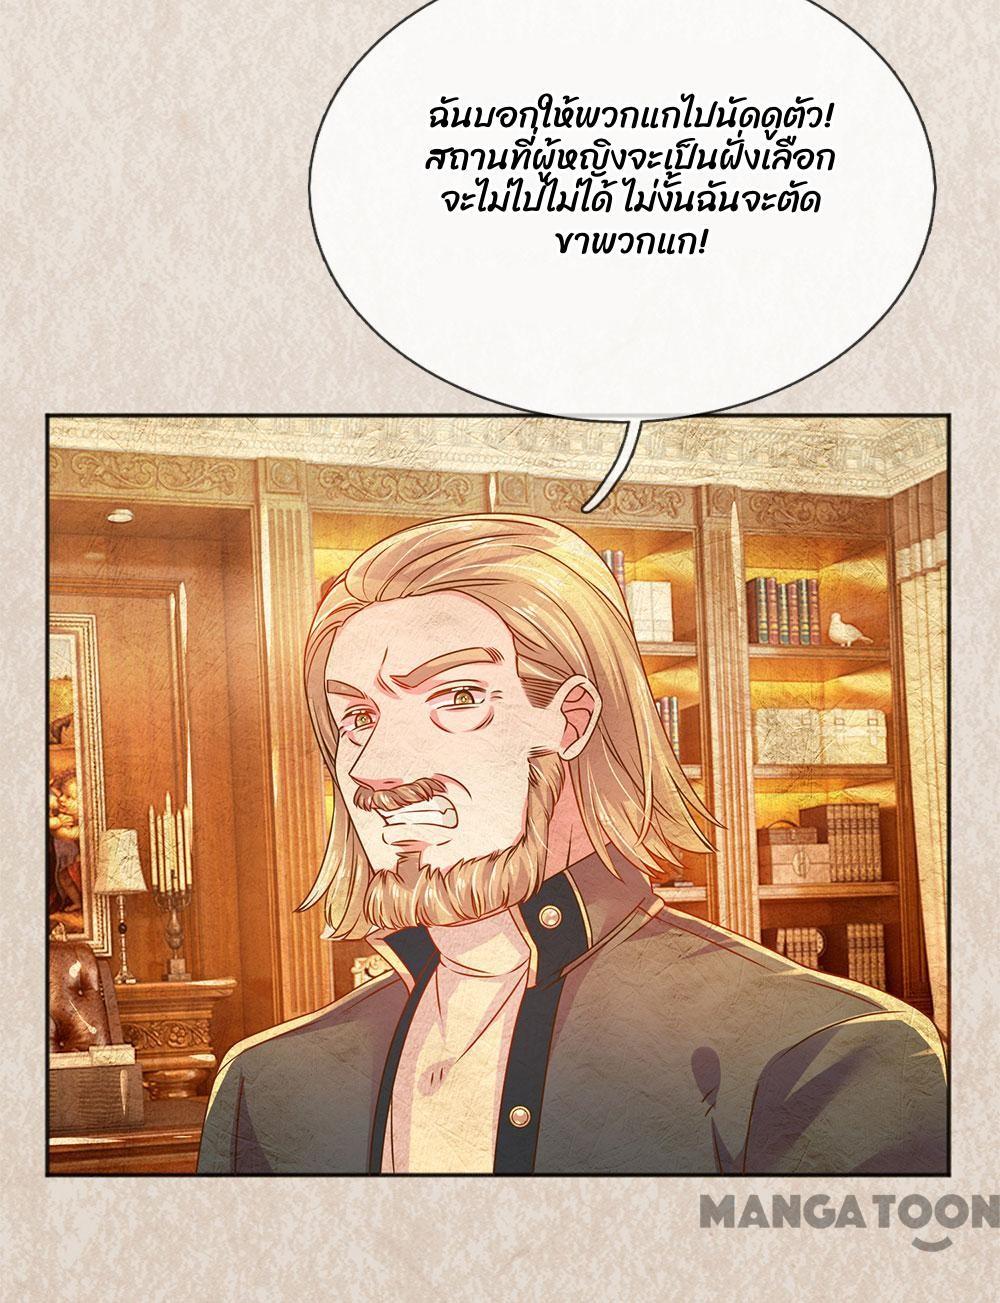 ฉันบอกให้พวกแกไปนัดดูตัว!
สถานที่ผู้หญิงจะเป็นฝั่งเลือก
จะไม่ไปไม่ได้ ไม่งั้นฉันจะตัด
ขาพวกแก!
MANGATOON